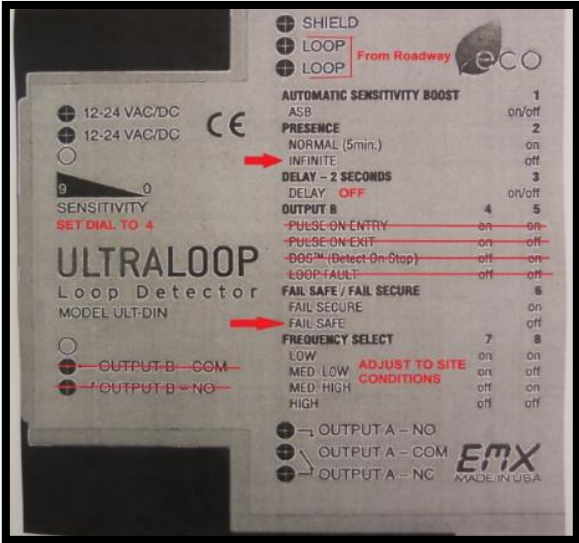 SHIELD
LOOP
LOOP
From Roadway
eco
12-24 VAC/DC
12-24 VAC/DC
CE
9 0
SENSITIVITY
SET DIAL TO 4
ULTRALOOP
Loop Detector
MODEL ULT-DIN
OUTPUT B - COM
OUTPUT B - NO
AUTOMATIC SENSITIVITY BOOST 1
ASB on/off
PRESENCE 2
NORMAL (5min.) on
INFINITE off
DELAY - 2 SECONDS 3
DELAY OFF on/off
OUTPUT B 4 5
PULSE ON ENTRY on on
PULSE ON EXIT on off
DOS™ (Detect On Stop) off on
LOOP FAULT off off
FAIL SAFE / FAIL SECURE 6
FAIL SECURE on
FAIL SAFE off
FREQUENCY SELECT 7 8
LOW on on
MED. LOW off on
MED. HIGH on off
HIGH off off
ADJUST TO SITE
CONDITIONS
OUTPUT A - NO
OUTPUT A - COM
OUTPUT A - NC
EMX
MADE IN USA